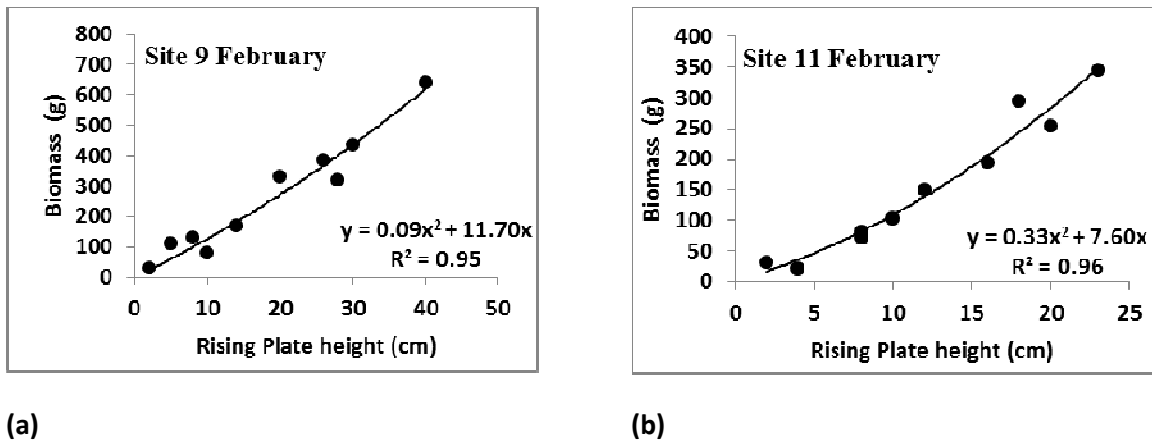 Site 9 February
800
700
600
500
400
300
200
100
0
Biomass (g)
0 10 20 30 40 50
Rising Plate height (cm)
y = 0.09x² + 11.70x
R² = 0.95
(a)
Site 11 February
400
350
300
250
200
150
100
50
0
Biomass (g)
0 5 10 15 20 25
Rising Plate height (cm)
y = 0.33x² + 7.60x
R² = 0.96
(b)